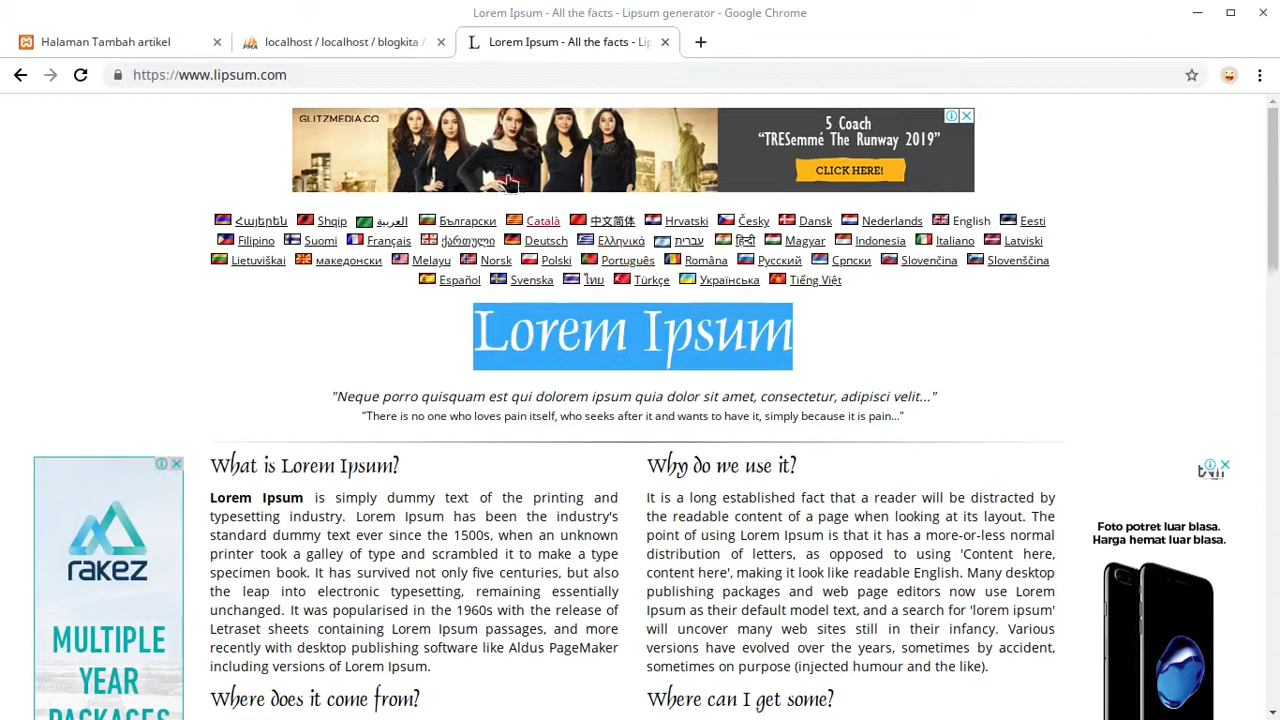 Lorem Ipsum - All the facts - Lipsum generator - Google Chrome
Halaman Tambah artikel
localhost / localhost / blogkita /
Lorem Ipsum - All the facts - Lip
https://www.lipsum.com
GLITZMEDIA.CO
5 Coach
“TRESemmé The Runway 2019”
CLICK HERE!
Հայերեն Shqip العربية Български Català 中文简体 Hrvatski Česky Dansk Nederlands English Eesti
Filipino Suomi Français ქართული Deutsch Ελληνικά עברית हिन्दी Magyar Indonesia Italiano Latviski
Lietuviškai македонски Melayu Norsk Polski Português Româna Русский Српски Slovenčina Slovenščina
Español Svenska ไทย Türkçe Українська Tiếng Việt
Lorem Ipsum
"Neque porro quisquam est qui dolorem ipsum quia dolor sit amet, consectetur, adipisci velit..."
"There is no one who loves pain itself, who seeks after it and wants to have it, simply because it is pain..."
What is Lorem Ipsum?
Lorem Ipsum is simply dummy text of the printing and
typesetting industry. Lorem Ipsum has been the industry's
standard dummy text ever since the 1500s, when an unknown
printer took a galley of type and scrambled it to make a type
specimen book. It has survived not only five centuries, but also
the leap into electronic typesetting, remaining essentially
unchanged. It was popularised in the 1960s with the release of
Letraset sheets containing Lorem Ipsum passages, and more
recently with desktop publishing software like Aldus PageMaker
including versions of Lorem Ipsum.
Where does it come from?
Why do we use it?
It is a long established fact that a reader will be distracted by
the readable content of a page when looking at its layout. The
point of using Lorem Ipsum is that it has a more-or-less normal
distribution of letters, as opposed to using 'Content here,
content here', making it look like readable English. Many desktop
publishing packages and web page editors now use Lorem
Ipsum as their default model text, and a search for 'lorem ipsum'
will uncover many web sites still in their infancy. Various
versions have evolved over the years, sometimes by accident,
sometimes on purpose (injected humour and the like).
Where can I get some?
rakez
MULTIPLE
YEAR
PACKAGES
Foto potret luar biasa.
Harga hemat luar biasa.